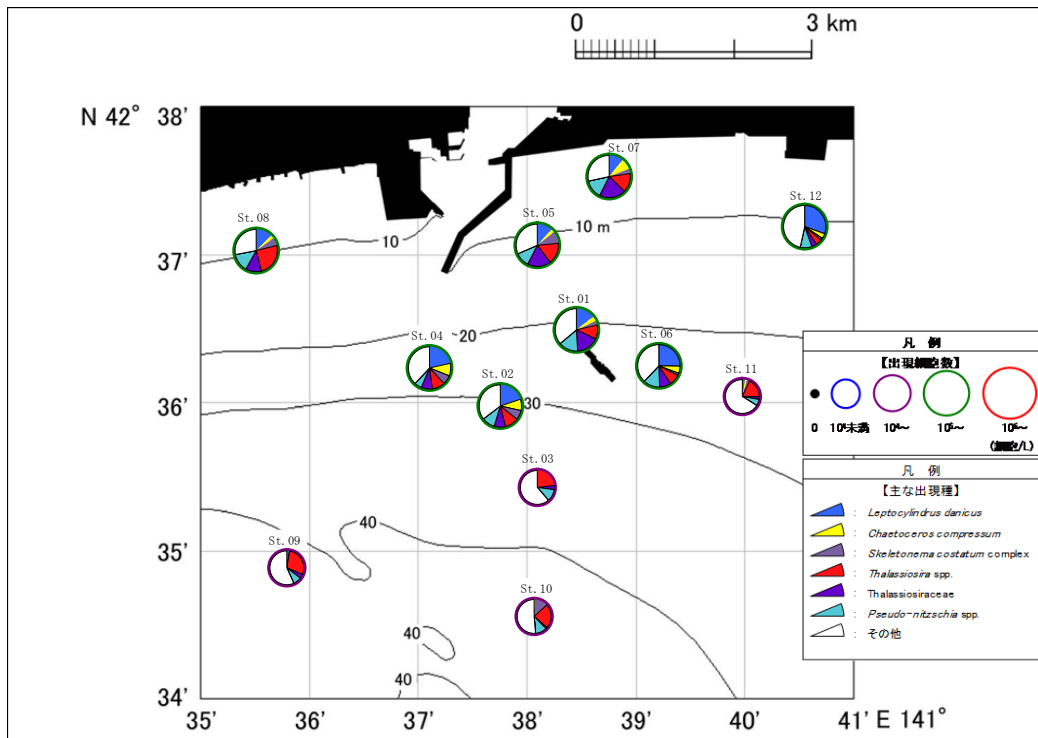 0 3 km
N 42° 38'
37'
36'
35'
34'
35' 36' 37' 38' 39' 40' 41' E 141°
St.07
St.12
St.08
St.05
10 m
10
St.01
20
St.04
St.06
St.11
St.02
30
St.03
40
St.09
St.10
40
40
凡 例
【出現細胞数】
0 10⁴未満 10⁴～ 10⁵～ 10⁶～
(細胞/L)
凡 例
【主な出現種】
: Leptocylindrus danicus
: Chaetoceros compressum
: Skeletonema costatum complex
: Thalassiosira spp.
: Thalassiosiraceae
: Pseudo-nitzschia spp.
: その他